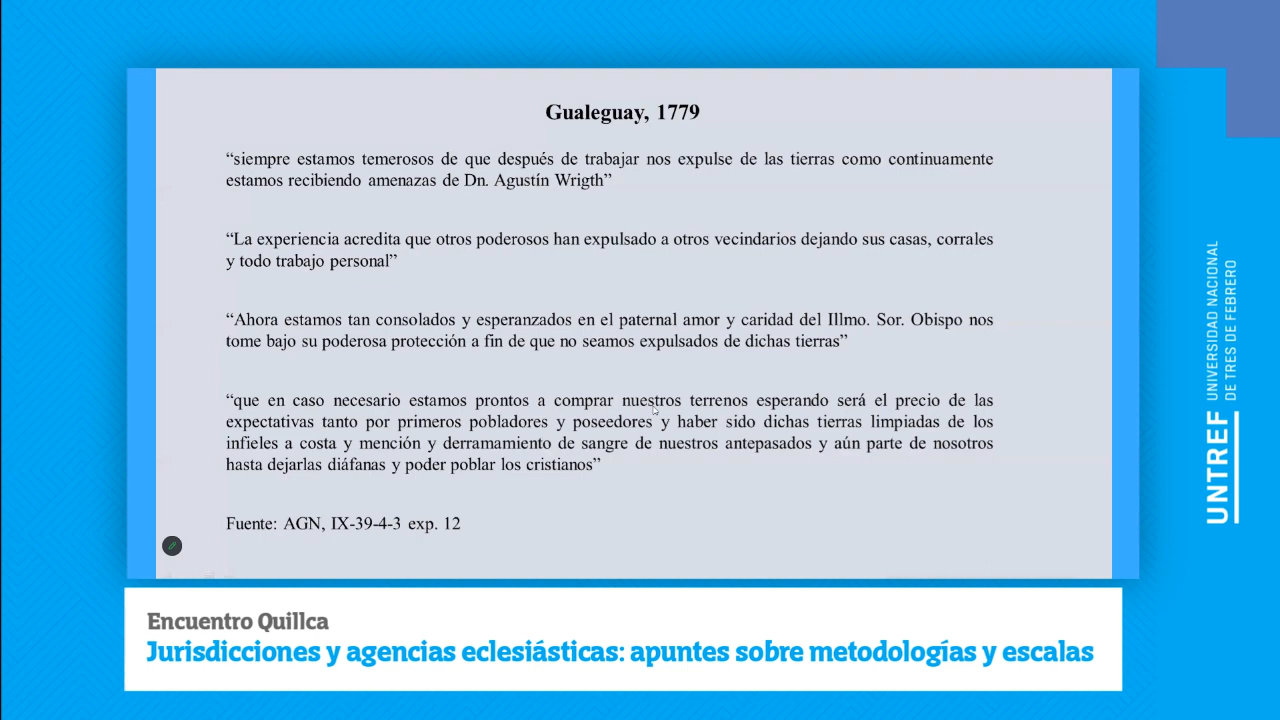 Gualeguay, 1779
“siempre estamos temerosos de que después de trabajar nos expulse de las tierras como continuamente
estamos recibiendo amenazas de Dn. Agustín Wrigth”
“La experiencia acredita que otros poderosos han expulsado a otros vecindarios dejando sus casas, corrales
y todo trabajo personal”
“Ahora estamos tan consolados y esperanzados en el paternal amor y caridad del Illmo. Sor. Obispo nos
tome bajo su poderosa protección a fin de que no seamos expulsados de dichas tierras”
“que en caso necesario estamos prontos a comprar nuestros terrenos esperando será el precio de las
expectativas tanto por primeros pobladores y poseedores y haber sido dichas tierras limpiadas de los
infieles a costa y mención y derramamiento de sangre de nuestros antepasados y aún parte de nosotros
hasta dejarlas diáfanas y poder poblar los cristianos”
Fuente: AGN, IX-39-4-3 exp. 12
Encuentro Quillca
Jurisdicciones y agencias eclesiásticas: apuntes sobre metodologías y escalas
UNTREF
UNIVERSIDAD NACIONAL
DE TRES DE FEBRERO